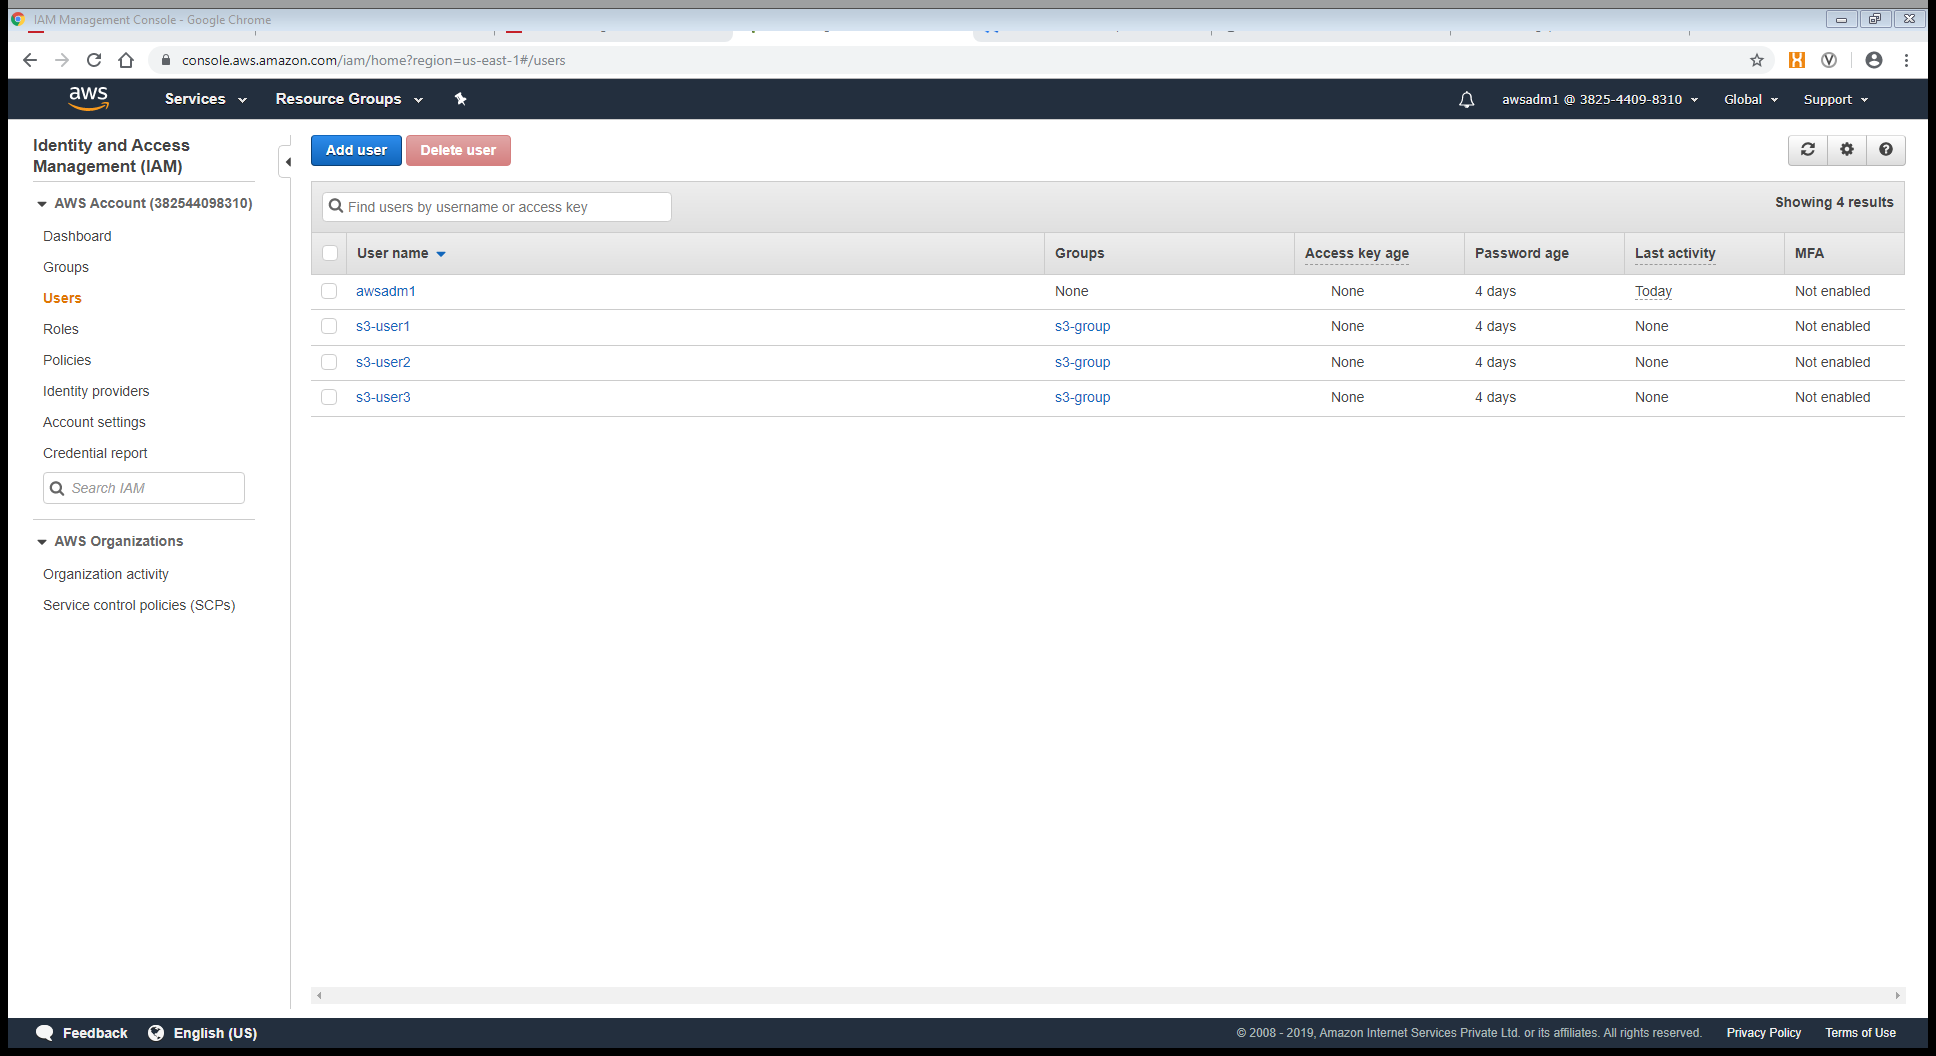 IAM Management Console - Google Chrome
console.aws.amazon.com/iam/home?region=us-east-1#/users
aws Services Resource Groups awsadm1 @ 3825-4409-8310 Global Support
Identity and Access
Management (IAM)
AWS Account (382544098310)
Dashboard
Groups
Users
Roles
Policies
Identity providers
Account settings
Credential report
Search IAM
AWS Organizations
Organization activity
Service control policies (SCPs)
Add user Delete user
Find users by username or access key Showing 4 results
User name Groups Access key age Password age Last activity MFA
awsadm1 None None 4 days Today Not enabled
s3-user1 s3-group None 4 days None Not enabled
s3-user2 s3-group None 4 days None Not enabled
s3-user3 s3-group None 4 days None Not enabled
Feedback English (US) © 2008 - 2019, Amazon Internet Services Private Ltd. or its affiliates. All rights reserved. Privacy Policy Terms of Use